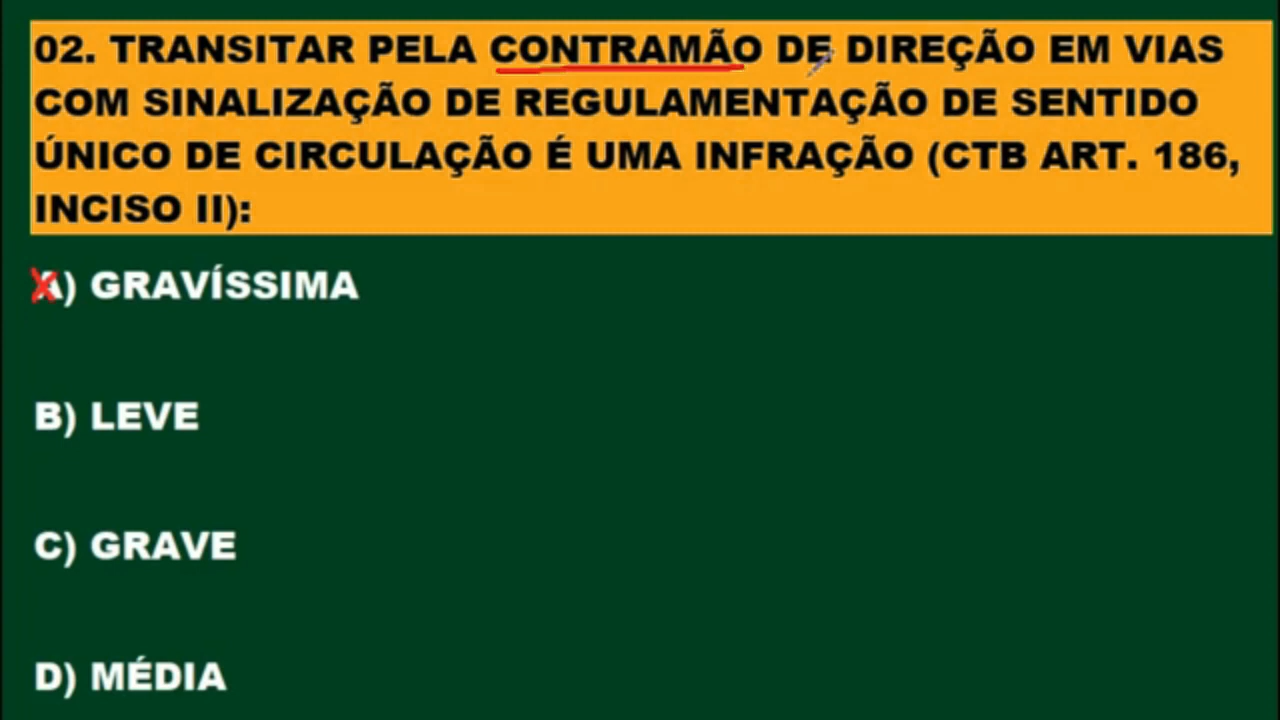 02. TRANSITAR PELA CONTRAMÃO DE DIREÇÃO EM VIAS
COM SINALIZAÇÃO DE REGULAMENTAÇÃO DE SENTIDO
ÚNICO DE CIRCULAÇÃO É UMA INFRAÇÃO (CTB ART. 186,
INCISO II):
A) GRAVÍSSIMA
B) LEVE
C) GRAVE
D) MÉDIA